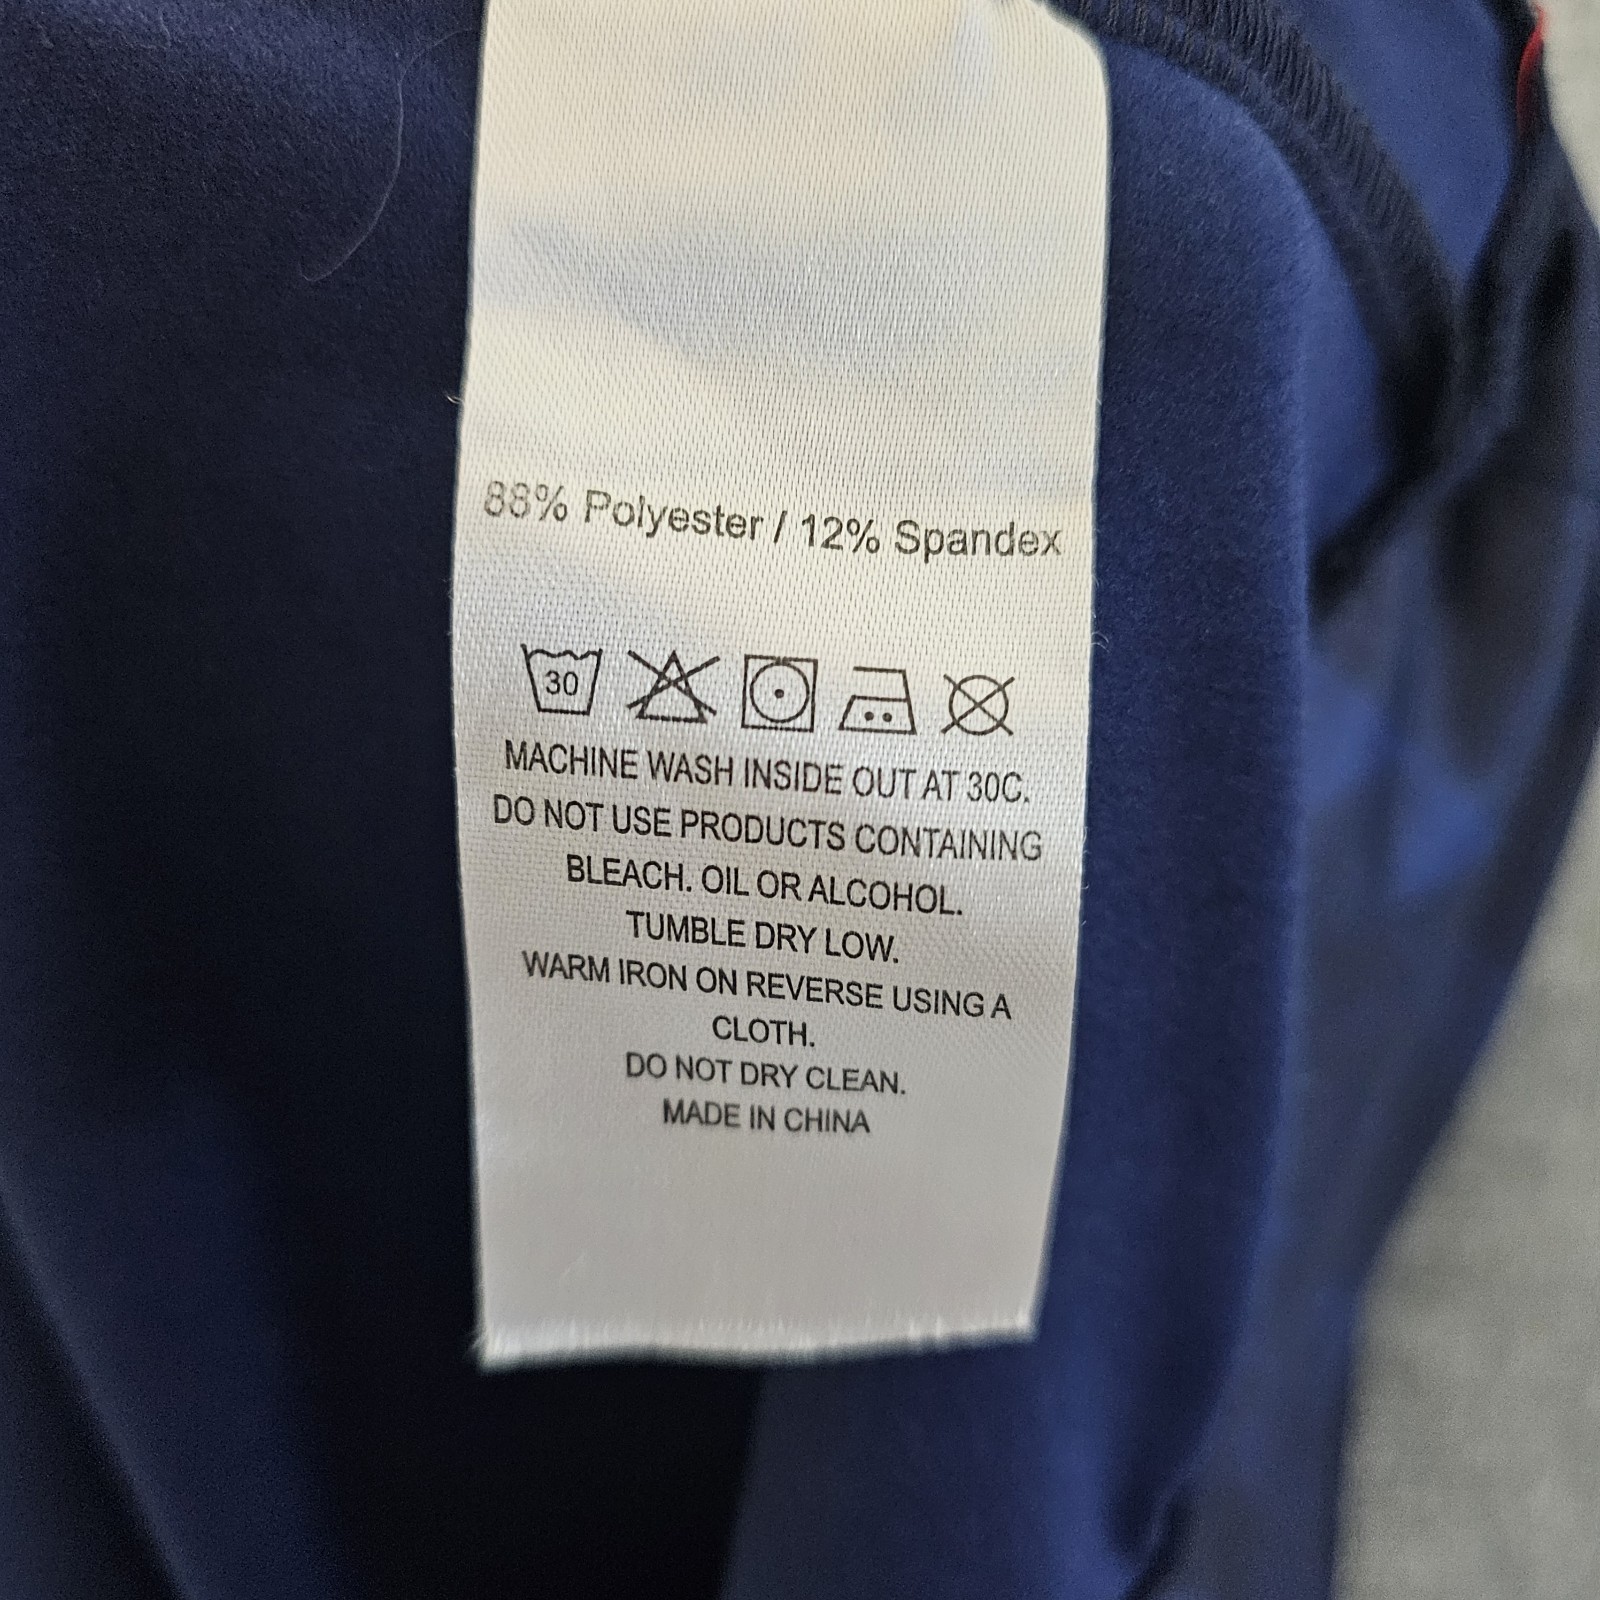 88% Polyester / 12% Spandex
30
MACHINE WASH INSIDE OUT AT 30C.
DO NOT USE PRODUCTS CONTAINING
BLEACH. OIL OR ALCOHOL.
TUMBLE DRY LOW.
WARM IRON ON REVERSE USING A
CLOTH.
DO NOT DRY CLEAN.
MADE IN CHINA